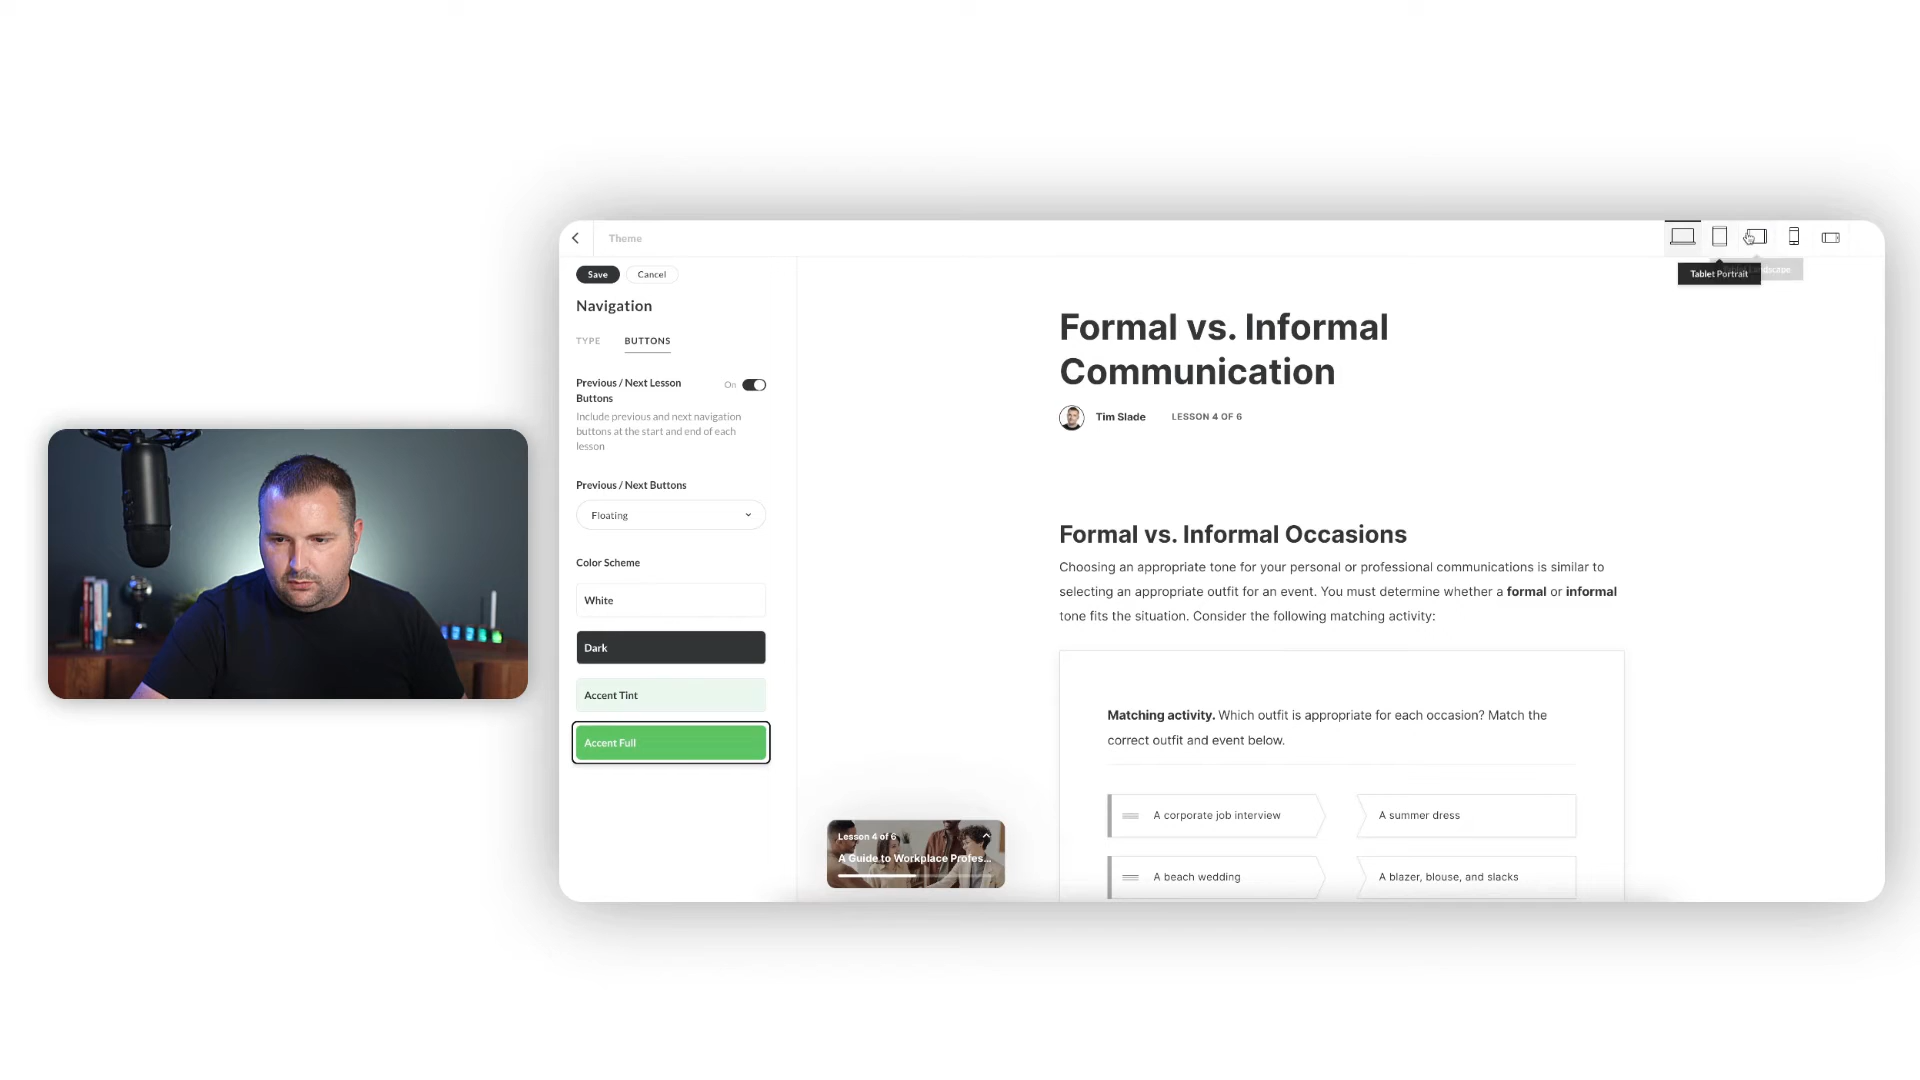 Theme
Tablet Portrait
Landscape
Save
Cancel
Navigation
TYPE
BUTTONS
Previous / Next Lesson
Buttons
On
Include previous and next navigation
buttons at the start and end of each
lesson
Previous / Next Buttons
Floating
Color Scheme
White
Dark
Accent Tint
Accent Full
Formal vs. Informal
Communication
Tim Slade
LESSON 4 OF 6
Formal vs. Informal Occasions
Choosing an appropriate tone for your personal or professional communications is similar to
selecting an appropriate outfit for an event. You must determine whether a formal or informal
tone fits the situation. Consider the following matching activity:
Matching activity. Which outfit is appropriate for each occasion? Match the
correct outfit and event below.
A corporate job interview
A summer dress
A beach wedding
A blazer, blouse, and slacks
Lesson 4 of 6
A Guide to Workplace Profes...